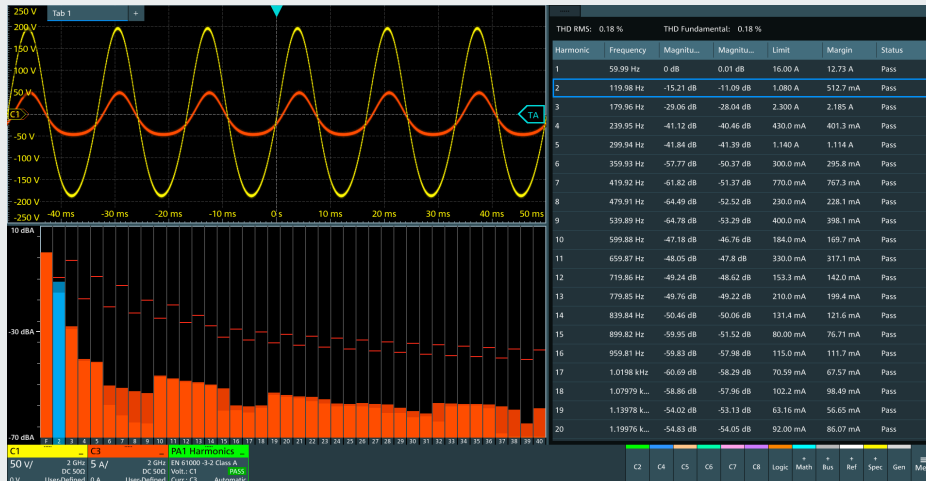 250 V
Tab 1
+
200 V
150 V
100 V
50 V
C1
TA
-50 V
-100 V
-150 V
-200 V
-250 V
-40 ms
-30 ms
-20 ms
-10 ms
0 s
10 ms
20 ms
30 ms
40 ms
50 ms
10 dBA
-30 dBA
-70 dBA
F 2 3 4 5 6 7 8 9 10 11 12 13 14 15 16 17 18 19 20 21 22 23 24 25 26 27 28 29 30 31 32 33 34 35 36 37 38 39 40
THD RMS: 0.18 % THD Fundamental: 0.18 %
Harmonic Frequency Magnitu... Magnitu... Limit Margin Status
1 59.99 Hz 0 dB 0.01 dB 16.00 A 12.73 A Pass
2 119.98 Hz -15.21 dB -11.09 dB 1.080 A 512.7 mA Pass
3 179.96 Hz -29.06 dB -28.04 dB 2.300 A 2.185 A Pass
4 239.95 Hz -41.12 dB -40.46 dB 430.0 mA 401.3 mA Pass
5 299.94 Hz -41.84 dB -41.39 dB 1.140 A 1.114 A Pass
6 359.93 Hz -57.77 dB -50.37 dB 300.0 mA 295.8 mA Pass
7 419.92 Hz -61.82 dB -51.37 dB 770.0 mA 767.3 mA Pass
8 479.91 Hz -64.49 dB -52.52 dB 230.0 mA 228.1 mA Pass
9 539.89 Hz -64.78 dB -53.29 dB 400.0 mA 398.1 mA Pass
10 599.88 Hz -47.18 dB -46.76 dB 184.0 mA 169.7 mA Pass
11 659.87 Hz -48.05 dB -47.8 dB 330.0 mA 317.1 mA Pass
12 719.86 Hz -49.24 dB -48.62 dB 153.3 mA 142.0 mA Pass
13 779.85 Hz -49.76 dB -49.22 dB 210.0 mA 199.4 mA Pass
14 839.84 Hz -50.46 dB -50.06 dB 131.4 mA 121.6 mA Pass
15 899.82 Hz -59.95 dB -51.52 dB 80.00 mA 76.71 mA Pass
16 959.81 Hz -59.83 dB -57.98 dB 115.0 mA 111.7 mA Pass
17 1.0198 kHz -60.69 dB -58.29 dB 70.59 mA 67.57 mA Pass
18 1.07979 k... -58.86 dB -57.96 dB 102.2 mA 98.49 mA Pass
19 1.13978 k... -54.02 dB -53.13 dB 63.16 mA 56.65 mA Pass
20 1.19976 k... -54.83 dB -54.05 dB 92.00 mA 86.07 mA Pass
C1
50 V/ 2 GHz
DC 50Ω
0 V User-Defined
C3
5 A/ 2 GHz
DC 50Ω
0 A User-Defined
PA1 Harmonics
EN 61000 -3-2 Class A
Volt.: C1 PASS
Curr.: C3 Automatic
C2 C4 C5 C6 C7 C8 Logic + Math + Bus + Ref + Spec Gen